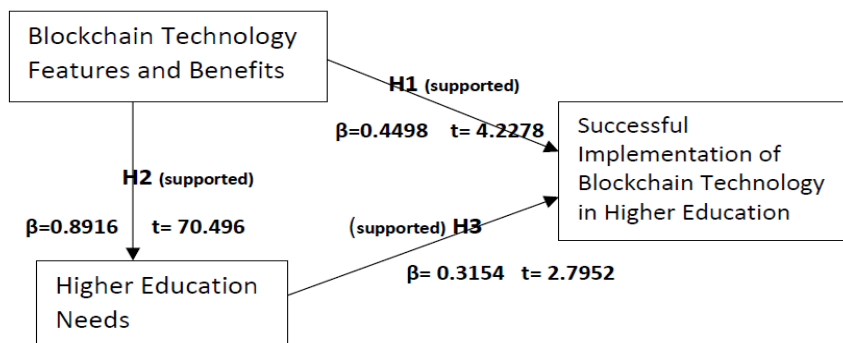 Blockchain Technology
Features and Benefits
H1 (supported)
β=0.4498 t= 4.2278
Successful
Implementation of
Blockchain Technology
in Higher Education
H2 (supported)
β=0.8916 t= 70.496
(supported) H3
β= 0.3154 t= 2.7952
Higher Education
Needs